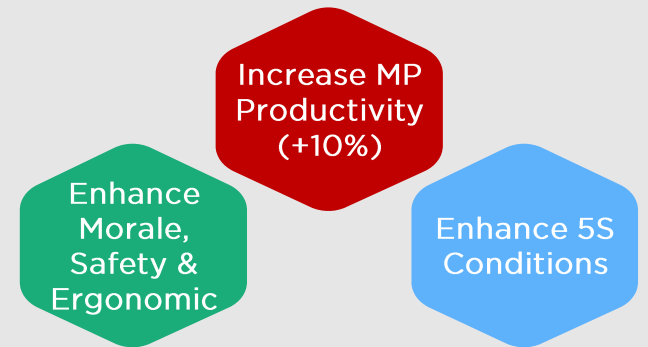 Increase MP
Productivity
(+10%)
Enhance
Morale,
Safety &
Ergonomic
Enhance 5S
Conditions